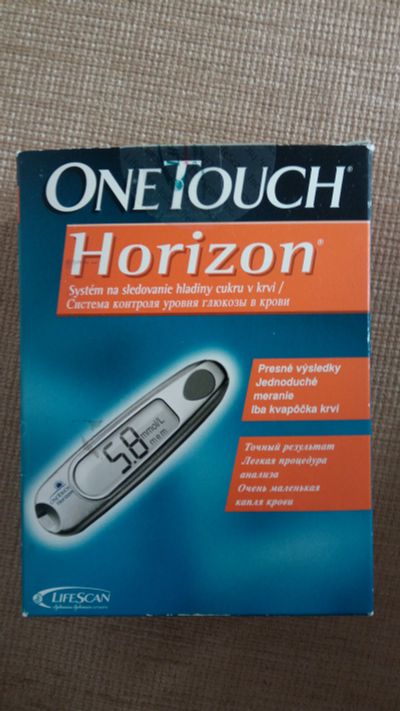 ONETOUCH®
Horizon®
Systém na sledovanie hladiny cukru v krvi /
Система контроля уровня глюкозы в крови
Presné výsledky
Jednoduché
meranie
Iba kvapôčka krvi
5.8 mmol/L
mem
Точный результат
Легкая процедура
анализа
Очень маленькая
капля крови
LIFESCAN